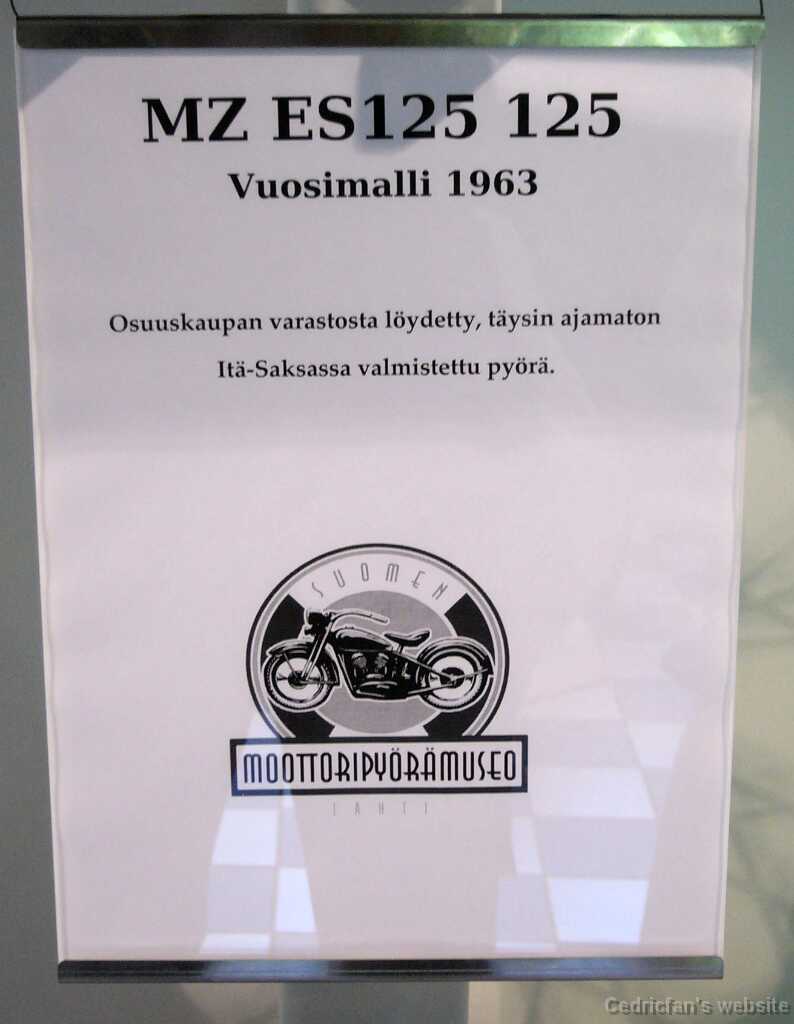 MZ ES125 125
Vuosimalli 1963
Osuuskaupan varastosta löydetty, täysin ajamaton
Itä-Saksassa valmistettu pyörä.
SUOMEN
MOOTTORIPYÖRÄMUSEO
LAHTI
Cedricfan's website